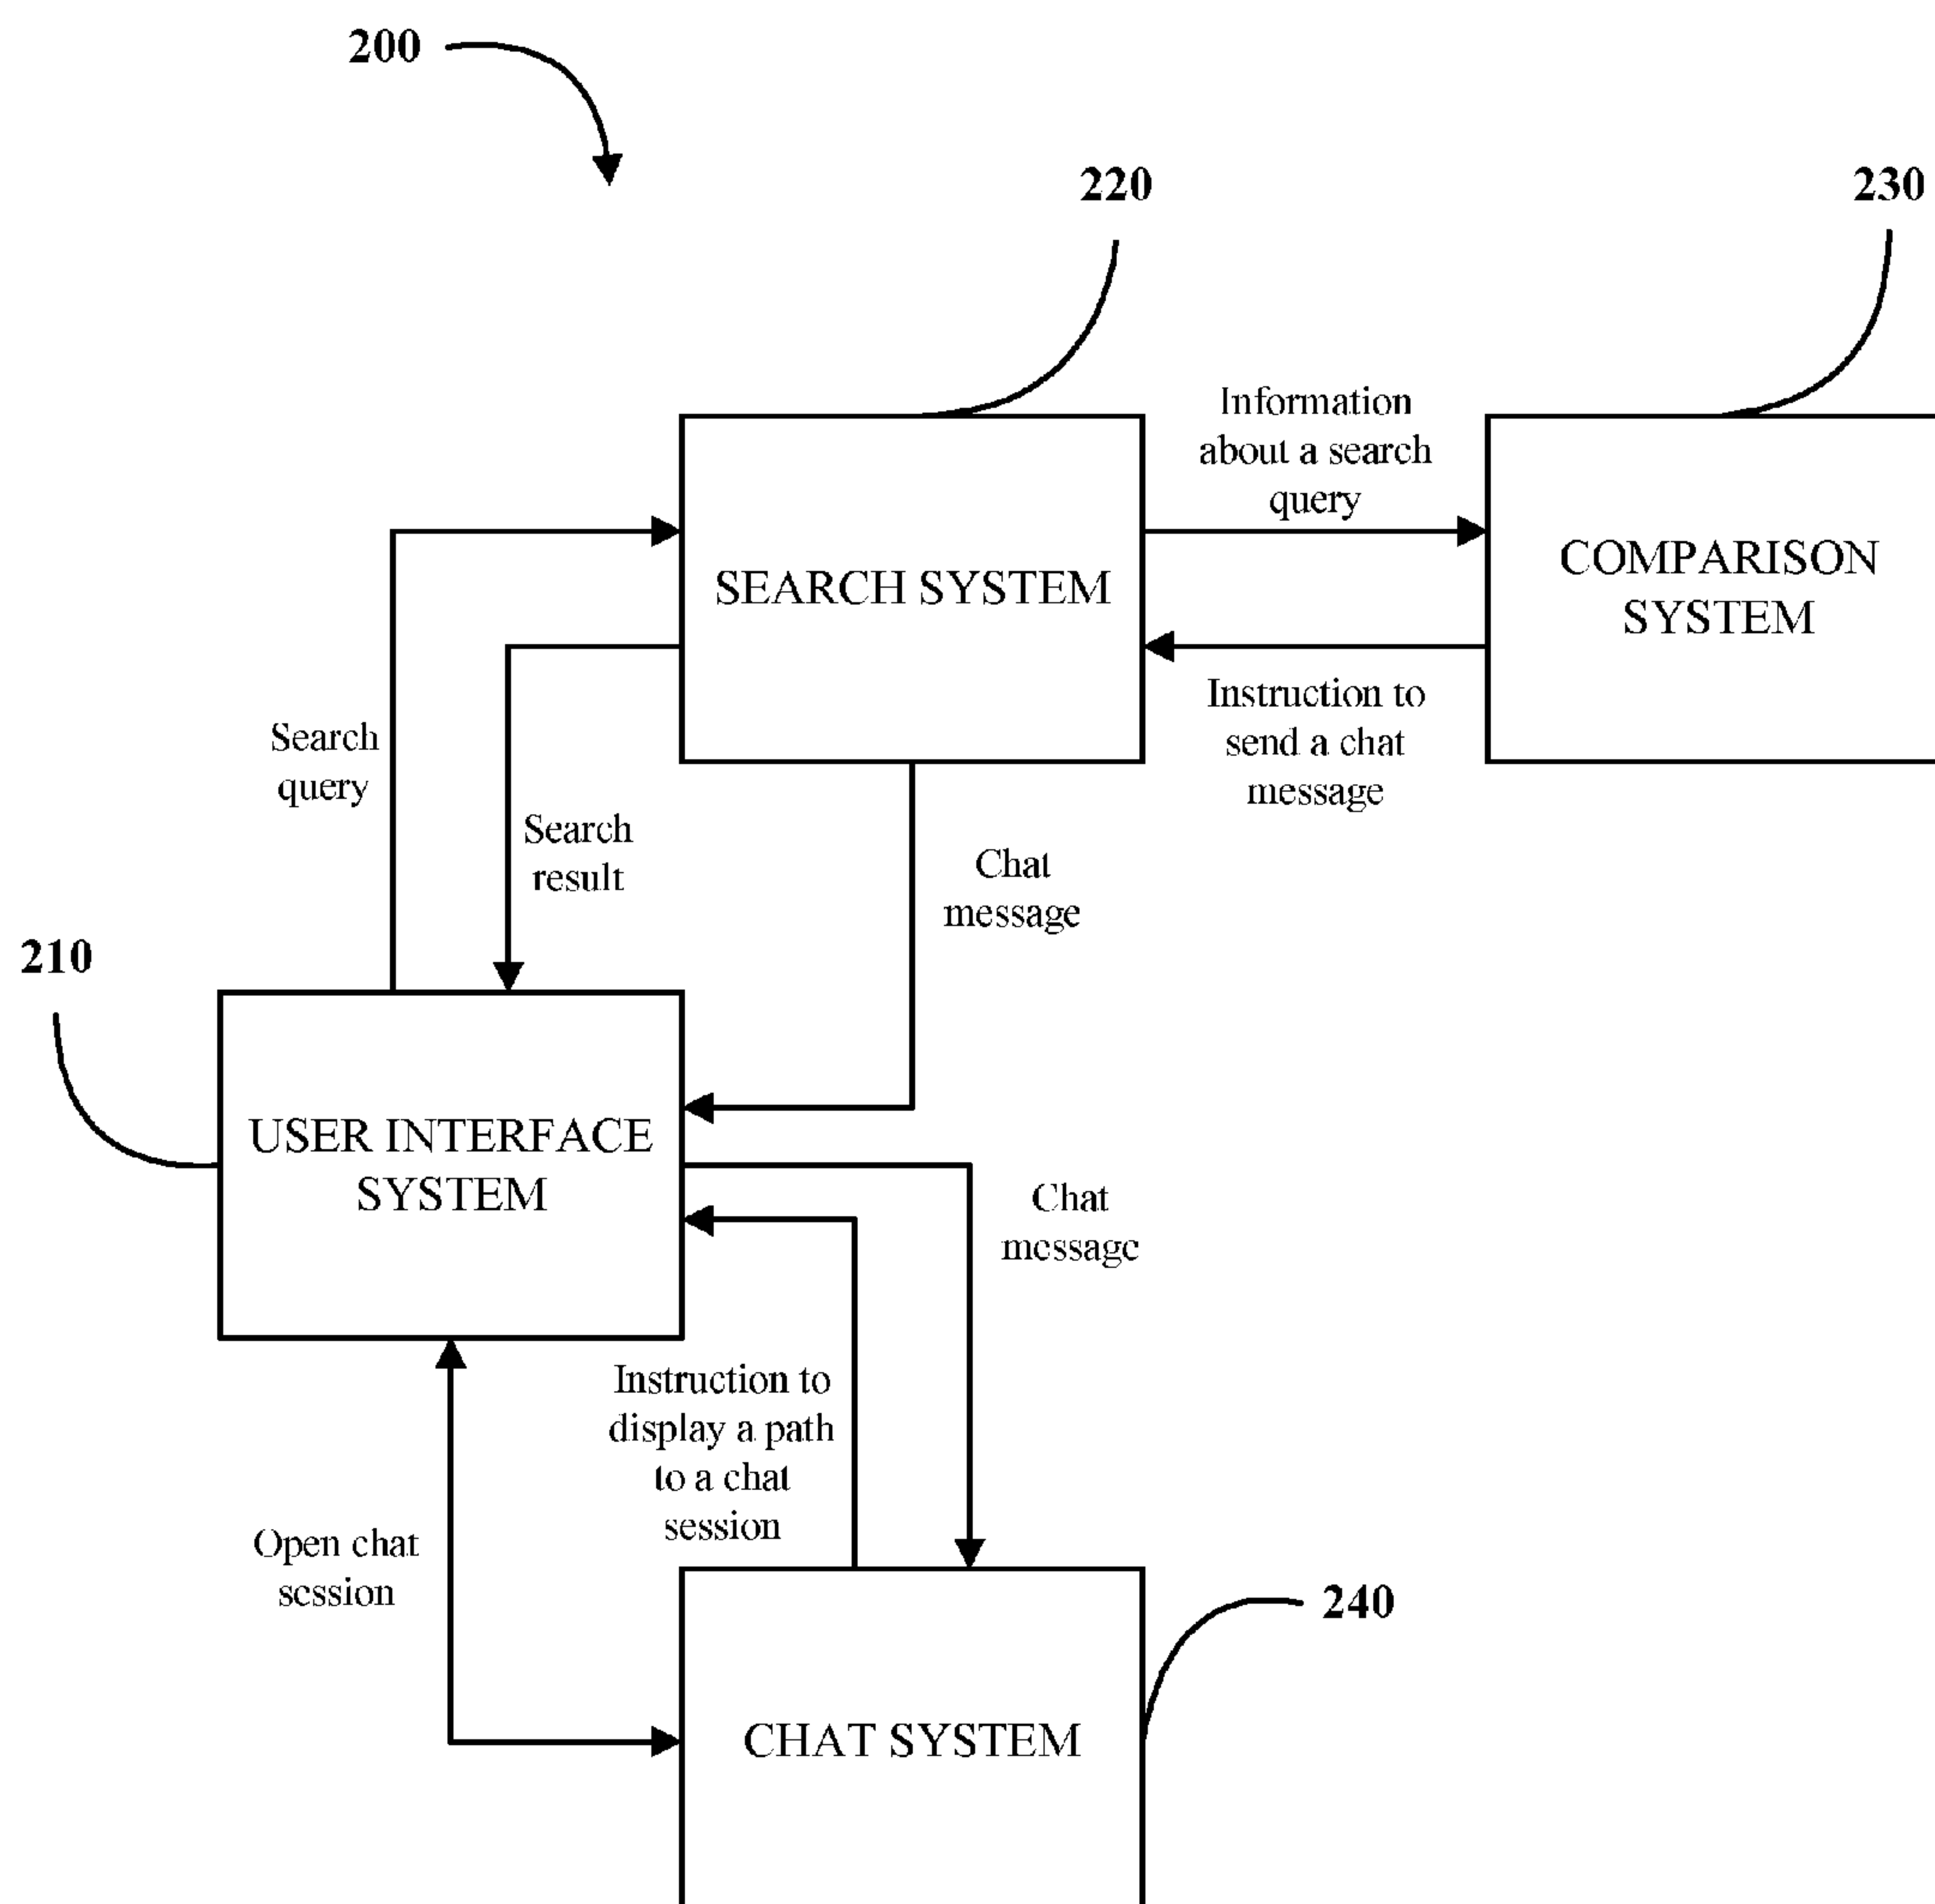 200
220
230
Information
about a search
query
SEARCH SYSTEM
COMPARISON
SYSTEM
Instruction to
send a chat
message
Search
query
Search
result
Chat
message
210
USER INTERFACE
SYSTEM
Chat
message
Instruction to
display a path
to a chat
session
Open chat
session
240
CHAT SYSTEM